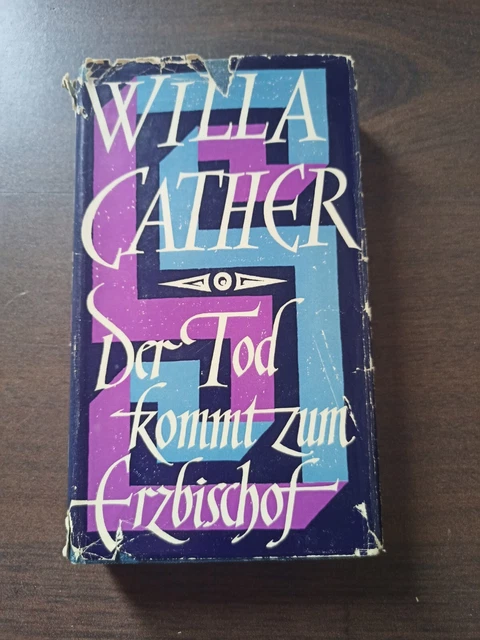 WILLA
CATHER
Der Tod
kommt zum
Erzbischof